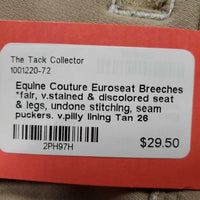 The Tack Collector
1001220-72
Equine Couture Euroseat Breeches
*fair, v.stained & discolored seat
& legs, undone stitching, seam
puckers. v.pilly lining Tan 26
2PH97H
$29.50